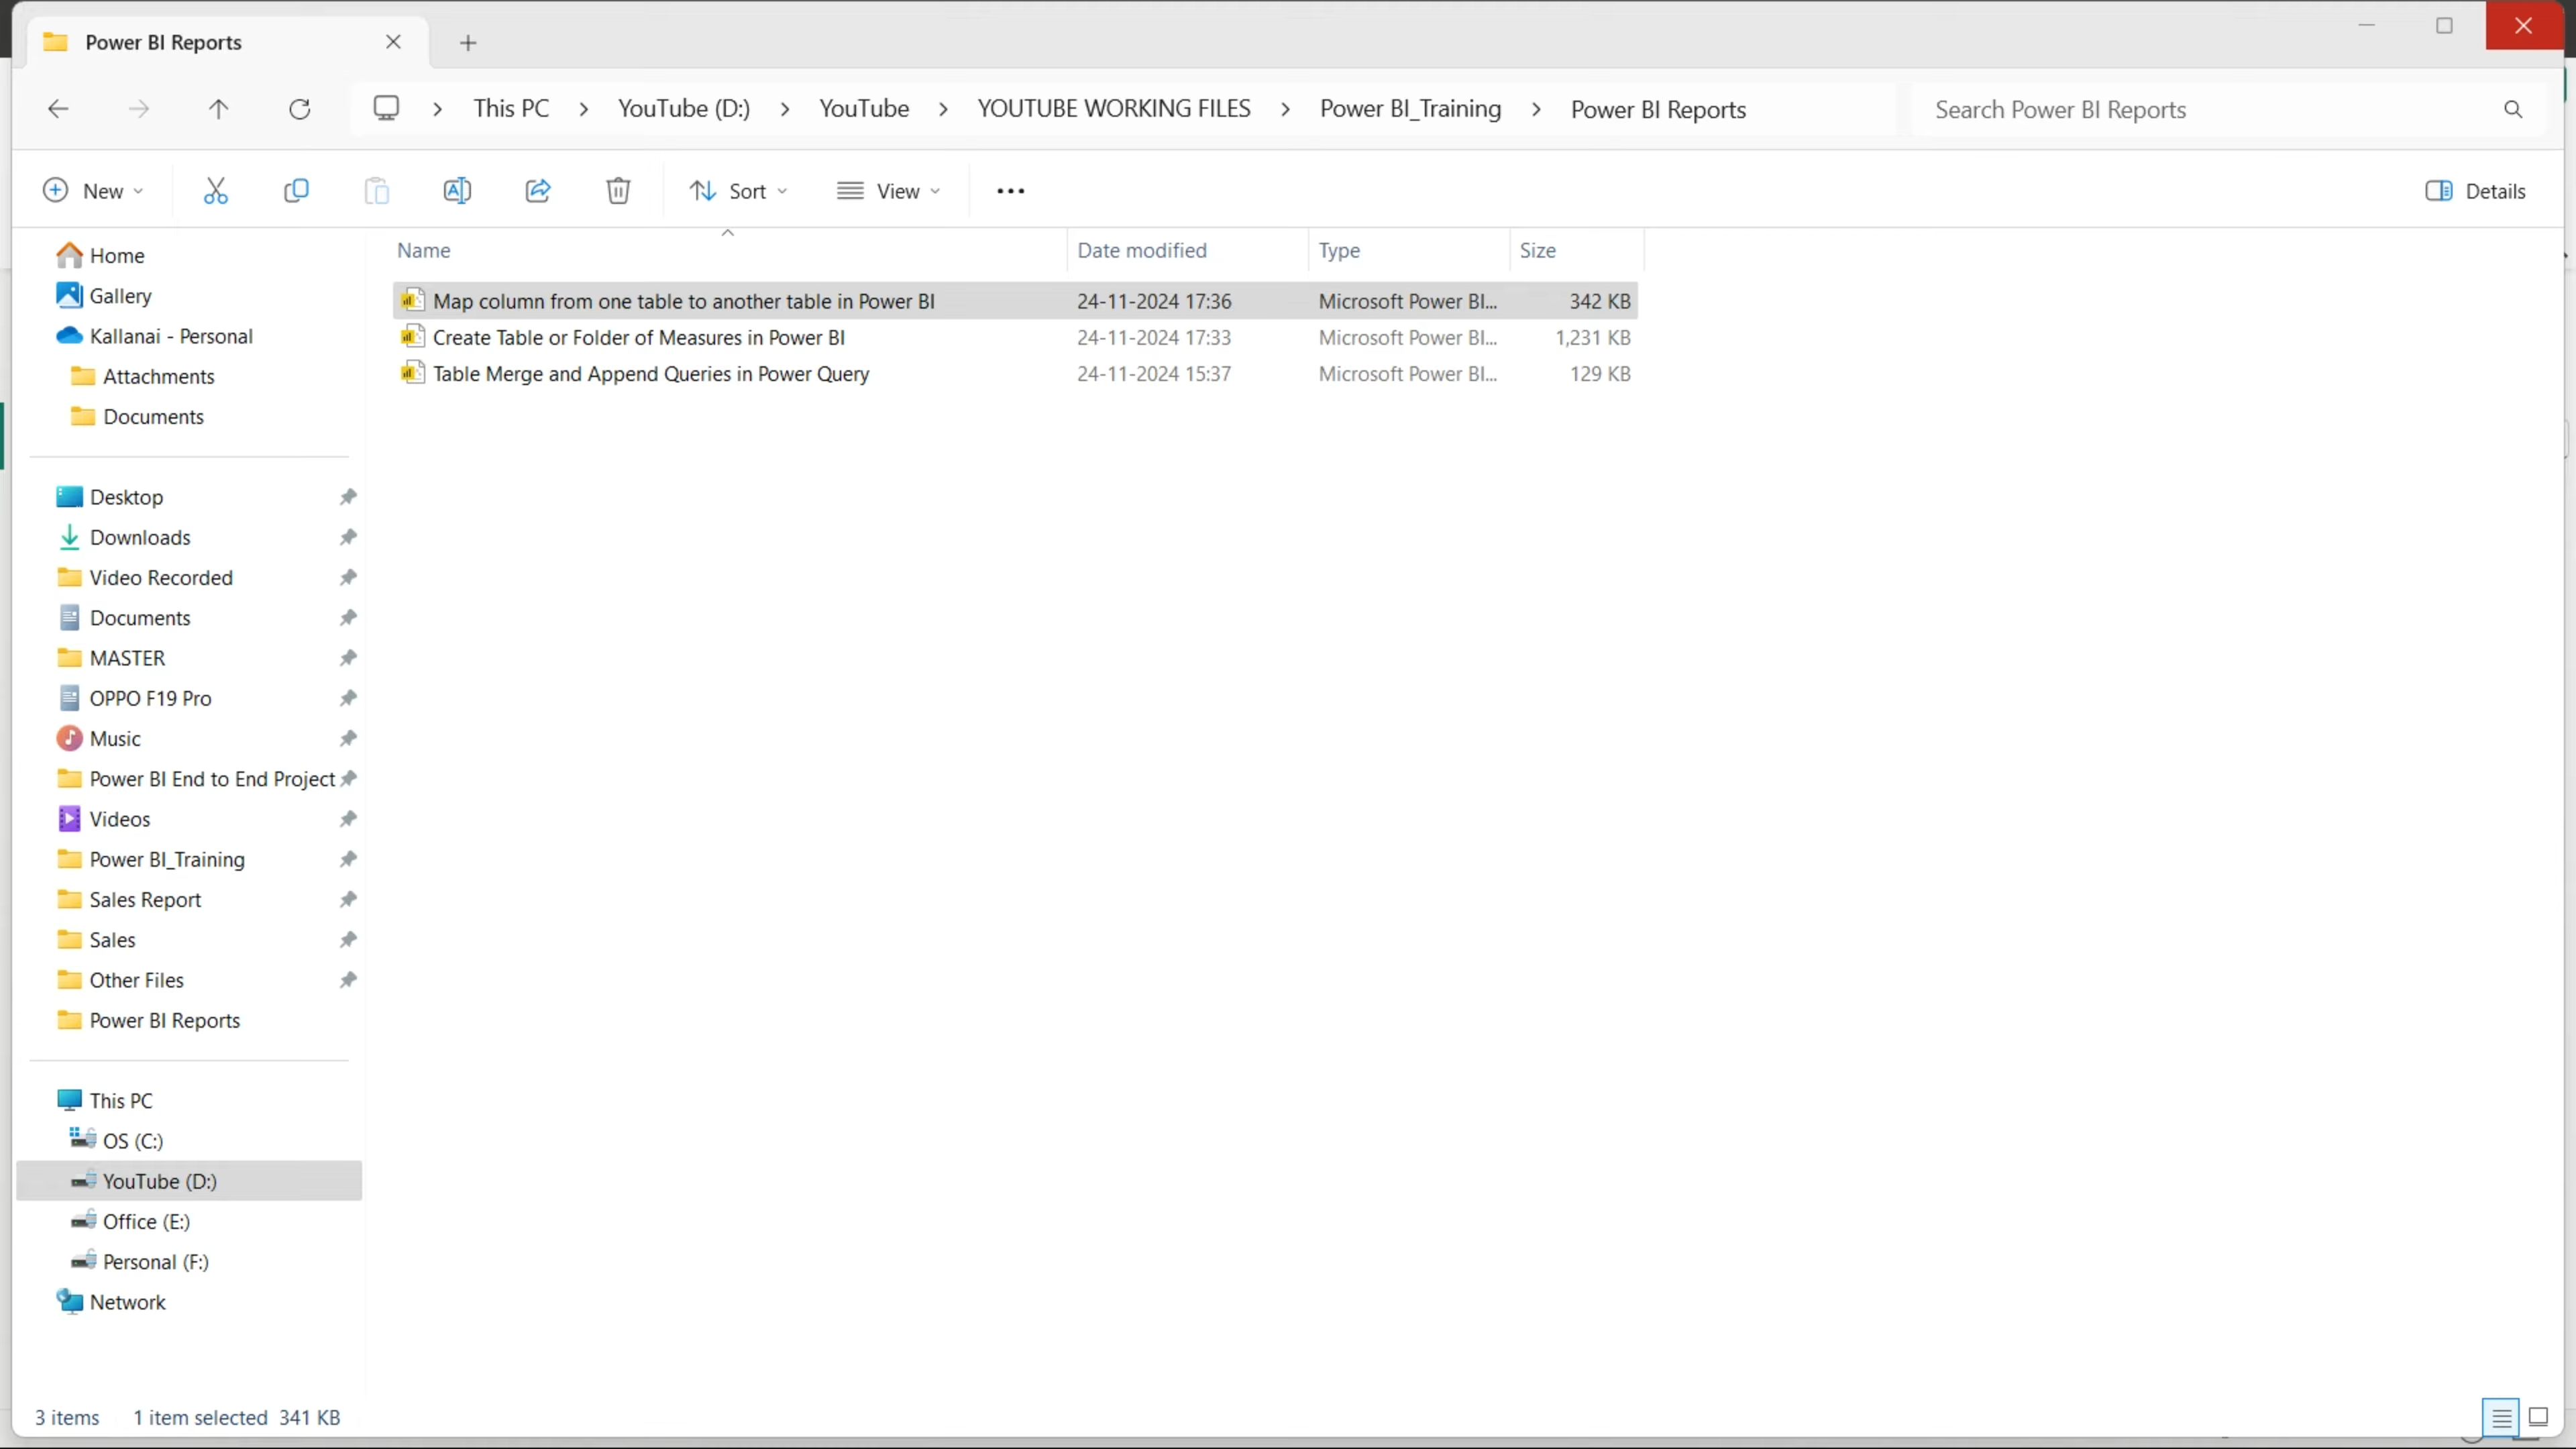 Power BI Reports
This PC > YouTube (D:) > YouTube > YOUTUBE WORKING FILES > Power BI_Training > Power BI Reports
Search Power BI Reports
New
Sort
View
Details
Name
Date modified
Type
Size
Map column from one table to another table in Power BI 24-11-2024 17:36 Microsoft Power BI... 342 KB
Create Table or Folder of Measures in Power BI 24-11-2024 17:33 Microsoft Power BI... 1,231 KB
Table Merge and Append Queries in Power Query 24-11-2024 15:37 Microsoft Power BI... 129 KB
Home
Gallery
Kallanai - Personal
Attachments
Documents
Desktop
Downloads
Video Recorded
Documents
MASTER
OPPO F19 Pro
Music
Power BI End to End Project
Videos
Power BI_Training
Sales Report
Sales
Other Files
Power BI Reports
This PC
OS (C:)
YouTube (D:)
Office (E:)
Personal (F:)
Network
3 items 1 item selected 341 KB